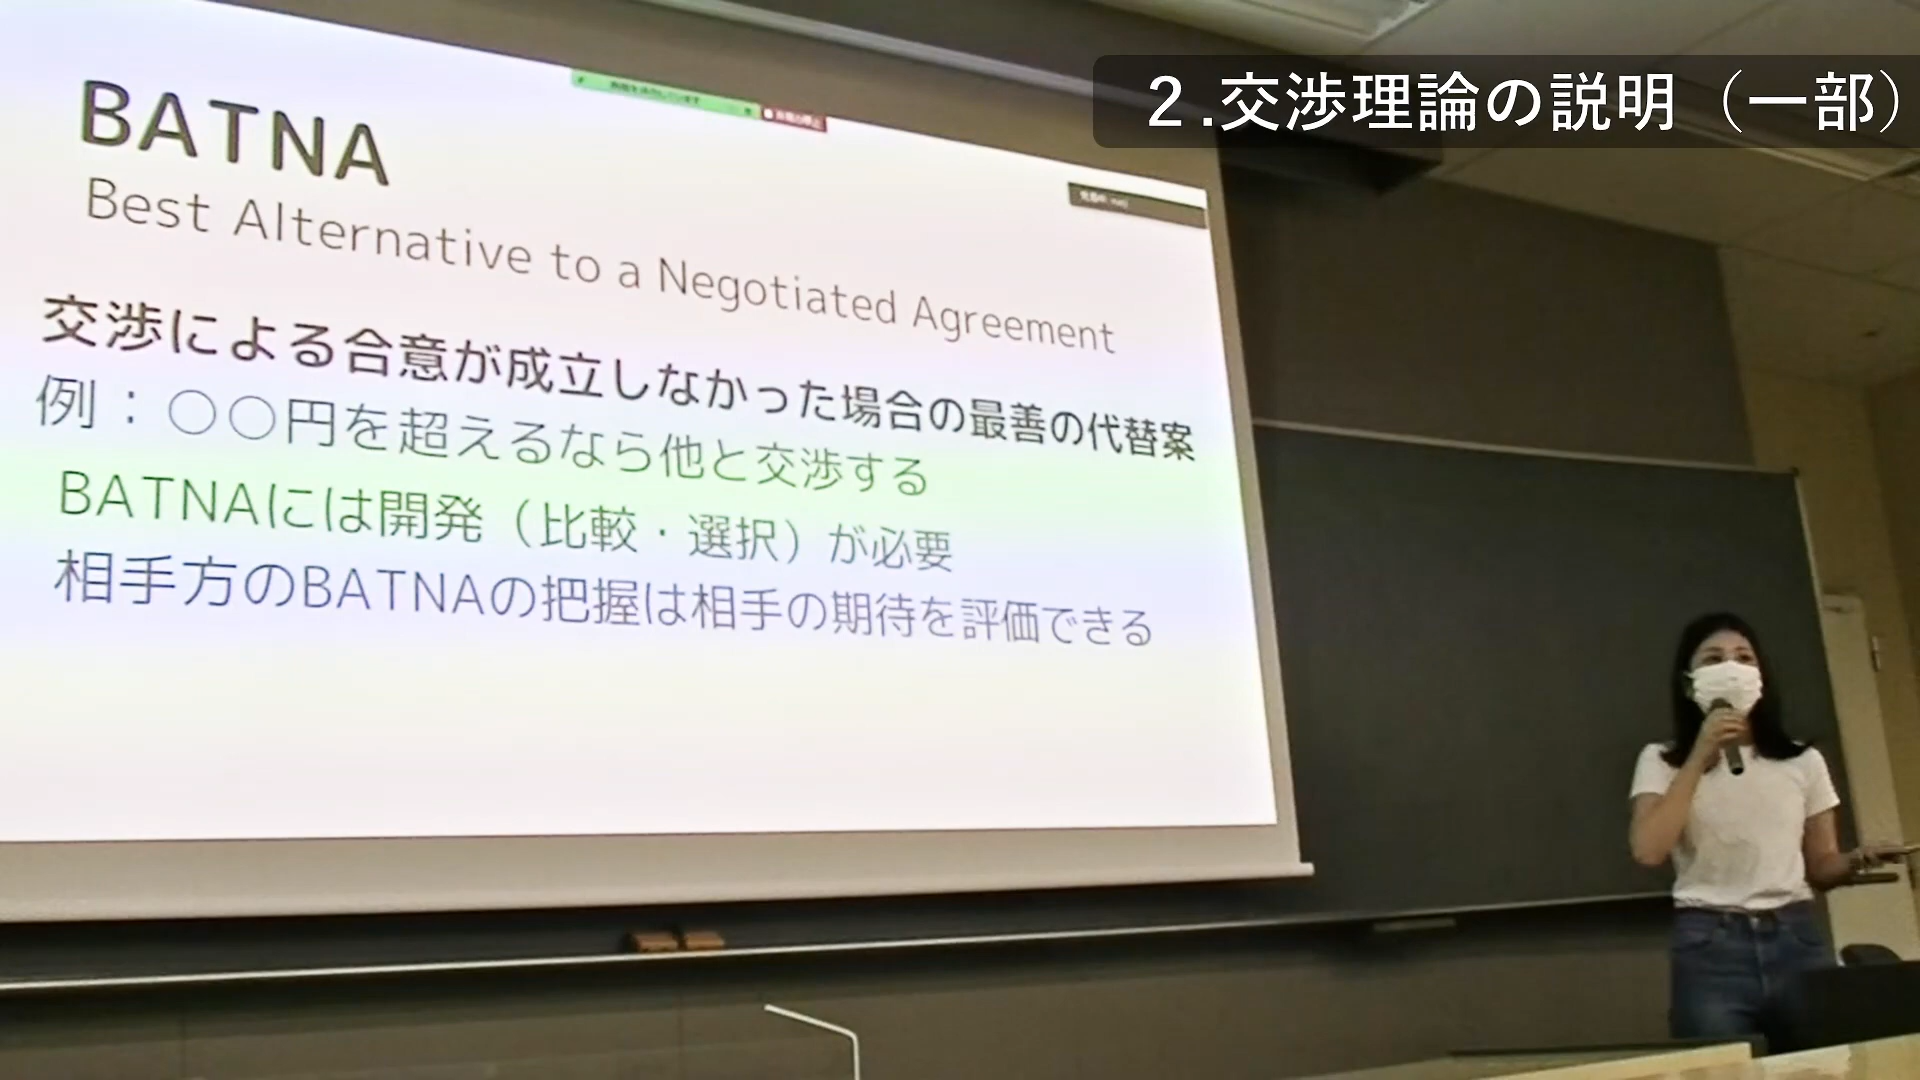 2.交渉理論の説明（一部）
BATNA
Best Alternative to a Negotiated Agreement
交渉による合意が成立しなかった場合の最善の代替案
例：○○円を超えるなら他と交渉する
BATNAには開発（比較・選択）が必要
相手方のBATNAの把握は相手の期待を評価できる